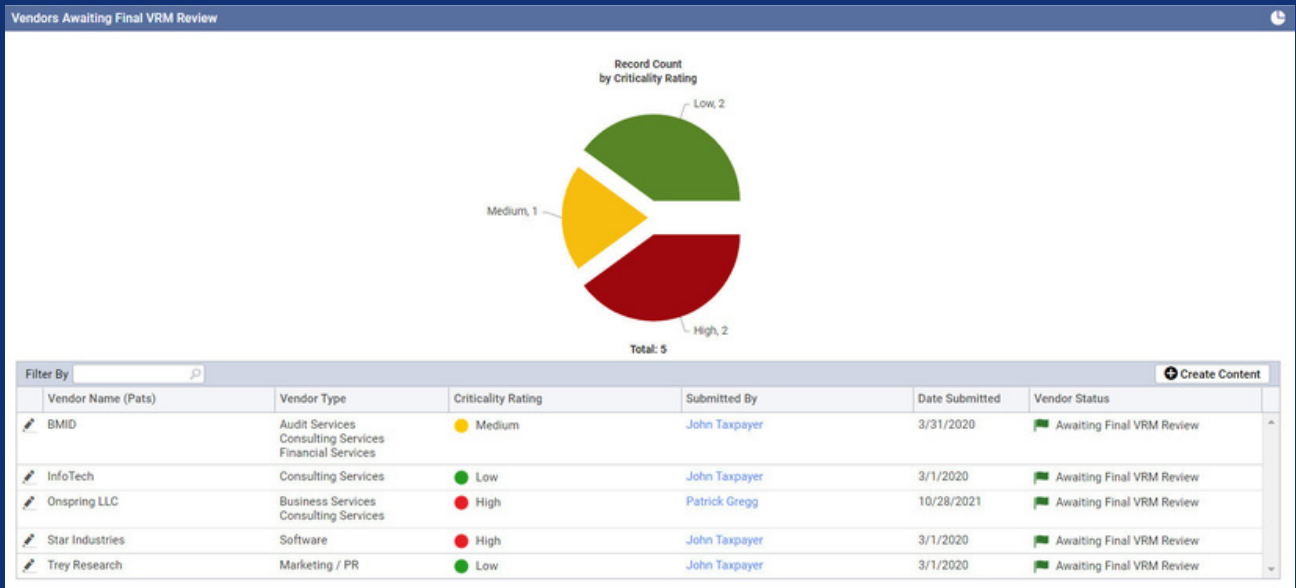 Vendors Awaiting Final VRM Review
Record Count
by Criticality Rating
Low, 2
Medium, 1
High, 2
Total: 5
Filter By
Create Content
Vendor Name (Pats) Vendor Type Criticality Rating Submitted By Date Submitted Vendor Status
BMID Audit Services Medium John Taxpayer 3/31/2020 Awaiting Final VRM Review
Consulting Services
Financial Services
InfoTech Consulting Services Low John Taxpayer 3/1/2020 Awaiting Final VRM Review
Onspring LLC Business Services High Patrick Gregg 10/28/2021 Awaiting Final VRM Review
Consulting Services
Star Industries Software High John Taxpayer 3/1/2020 Awaiting Final VRM Review
Trey Research Marketing / PR Low John Taxpayer 3/1/2020 Awaiting Final VRM Review